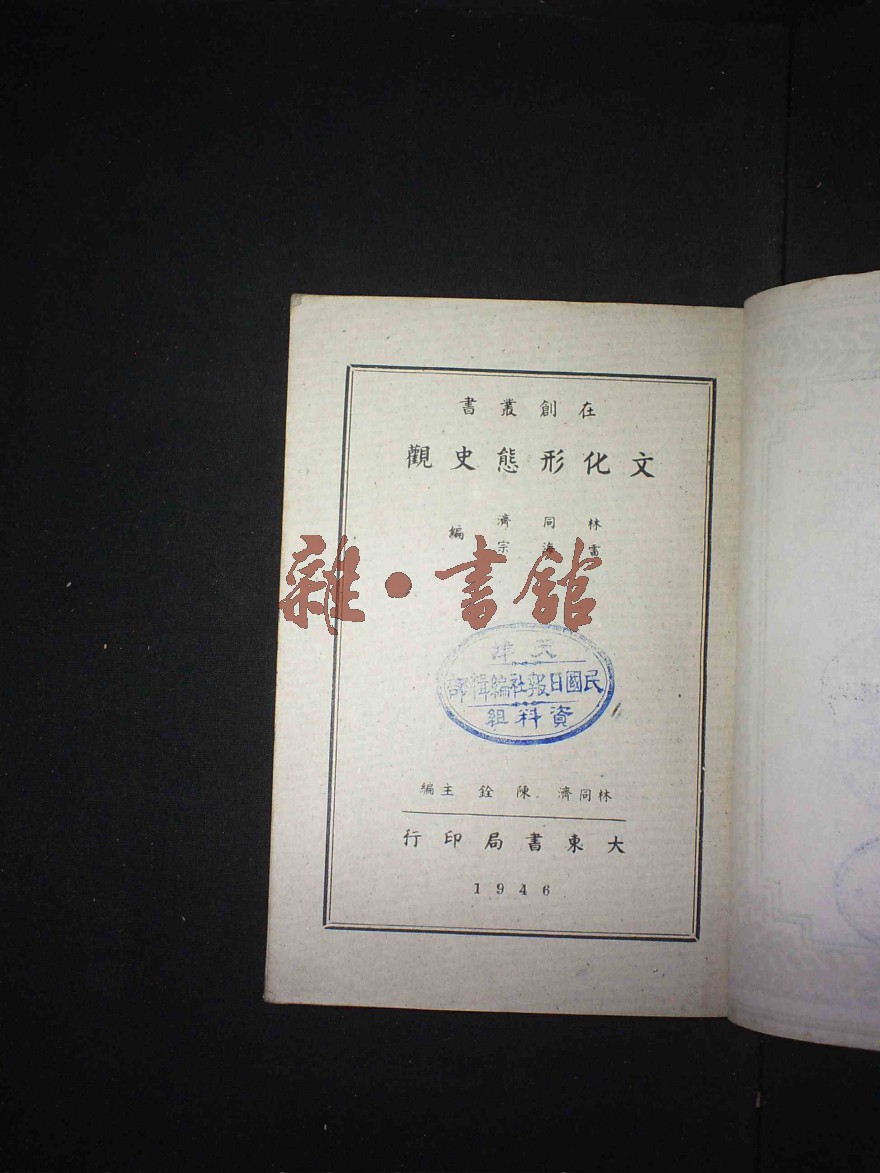 在創叢書
文化形態史觀
林同濟
雷海宗
編
雜·書館
天津
民國日報社編輯部
資料組
林同濟 陳銓 主編
大東書局印行
1946